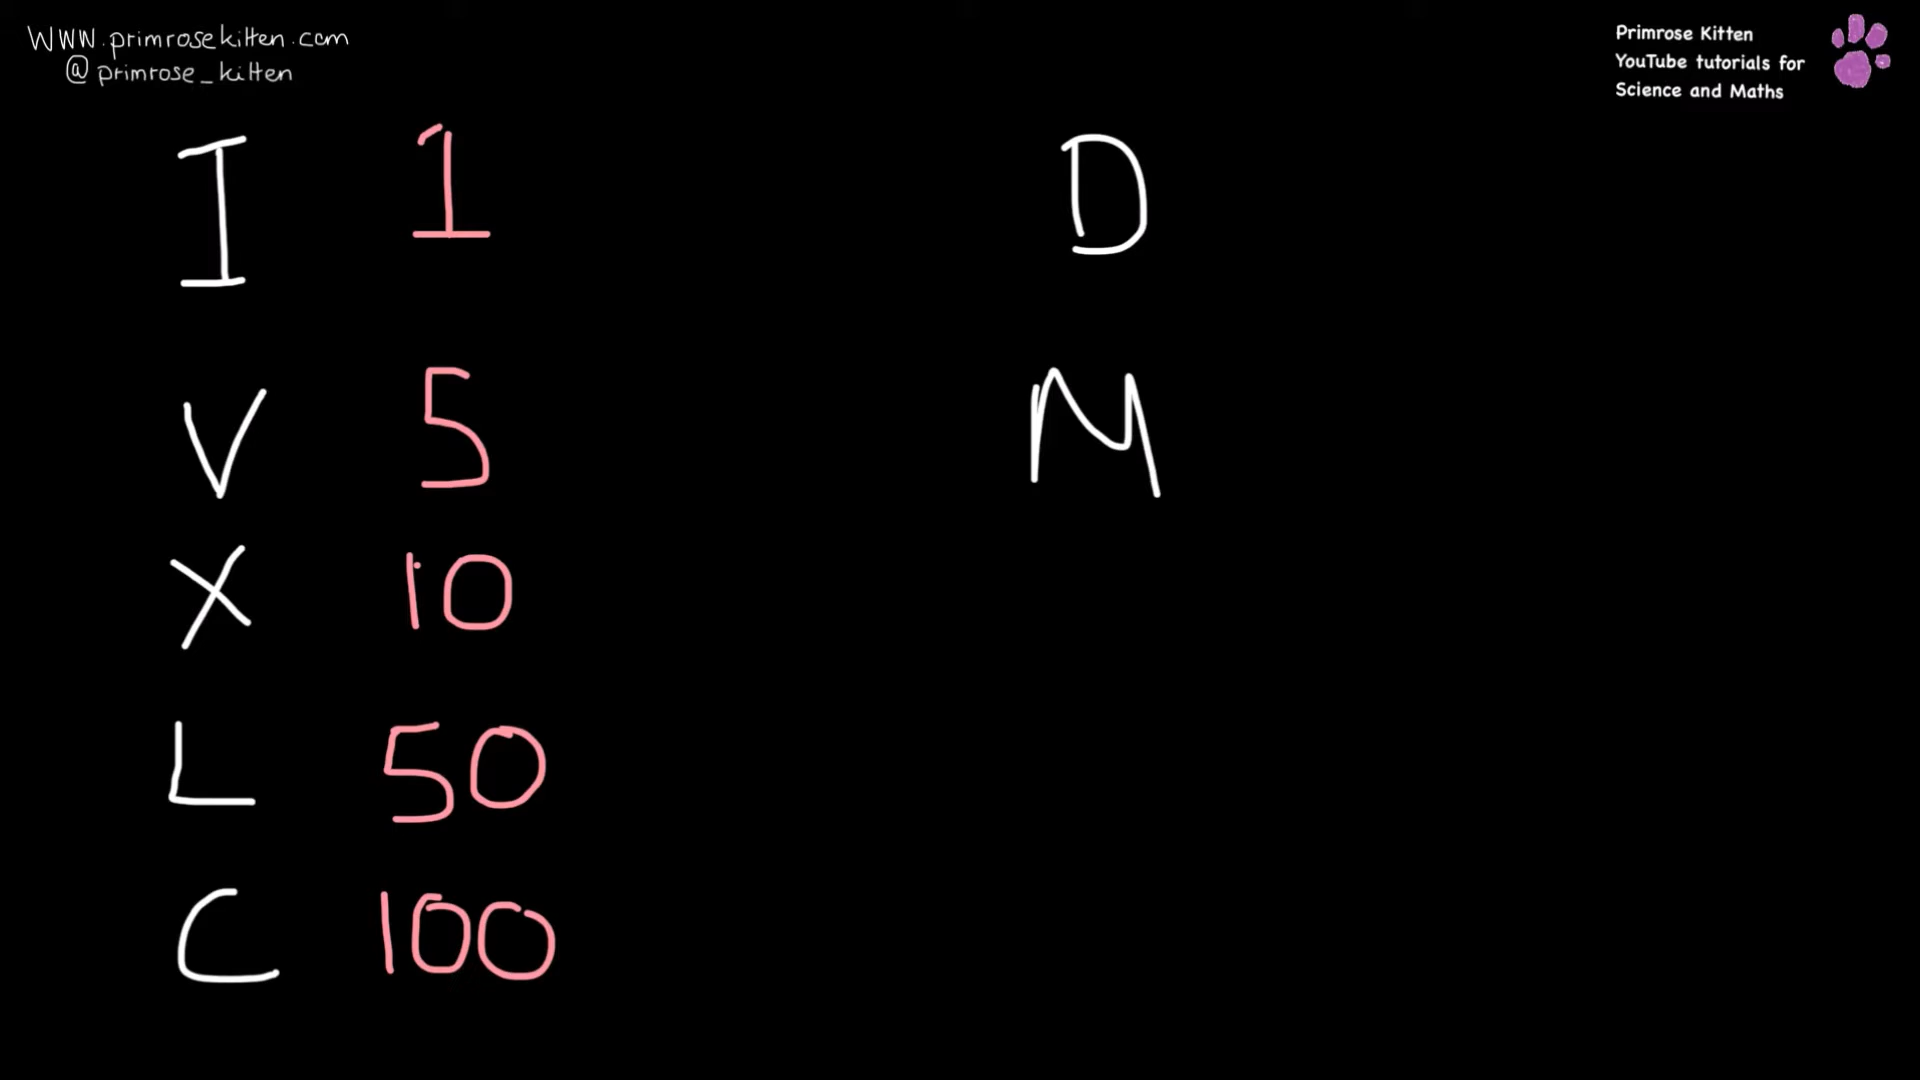 www.primrosekitten.com
@primrose_kitten
Primrose Kitten
YouTube tutorials for
Science and Maths
I 1
V 5
X 10
L 50
C 100
D
M